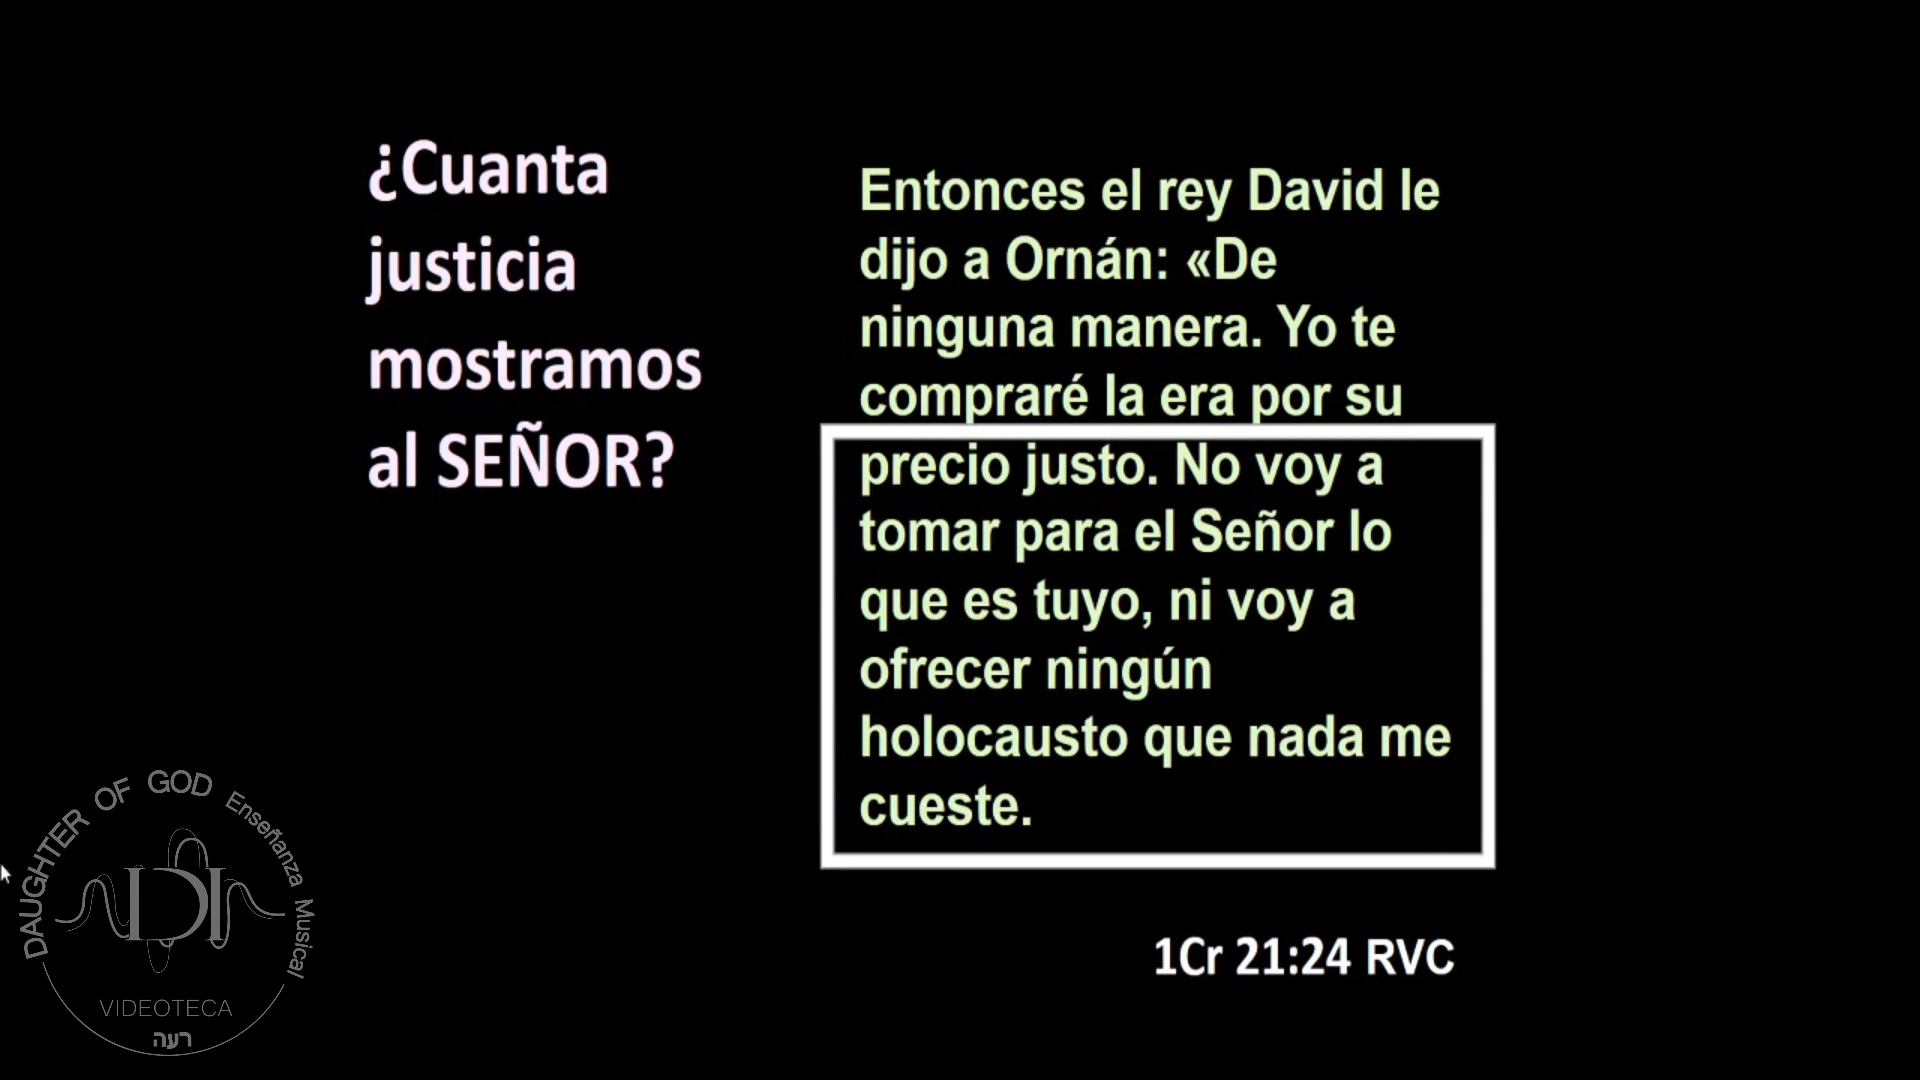 ¿Cuanta
justicia
mostramos
al SEÑOR?
Entonces el rey David le
dijo a Ornán: «De
ninguna manera. Yo te
compraré la era por su
precio justo. No voy a
tomar para el Señor lo
que es tuyo, ni voy a
ofrecer ningún
holocausto que nada me
cueste.
1Cr 21:24 RVC
DAUGHTER OF GOD Enseñanza Musical
VIDEOTECA
רעה